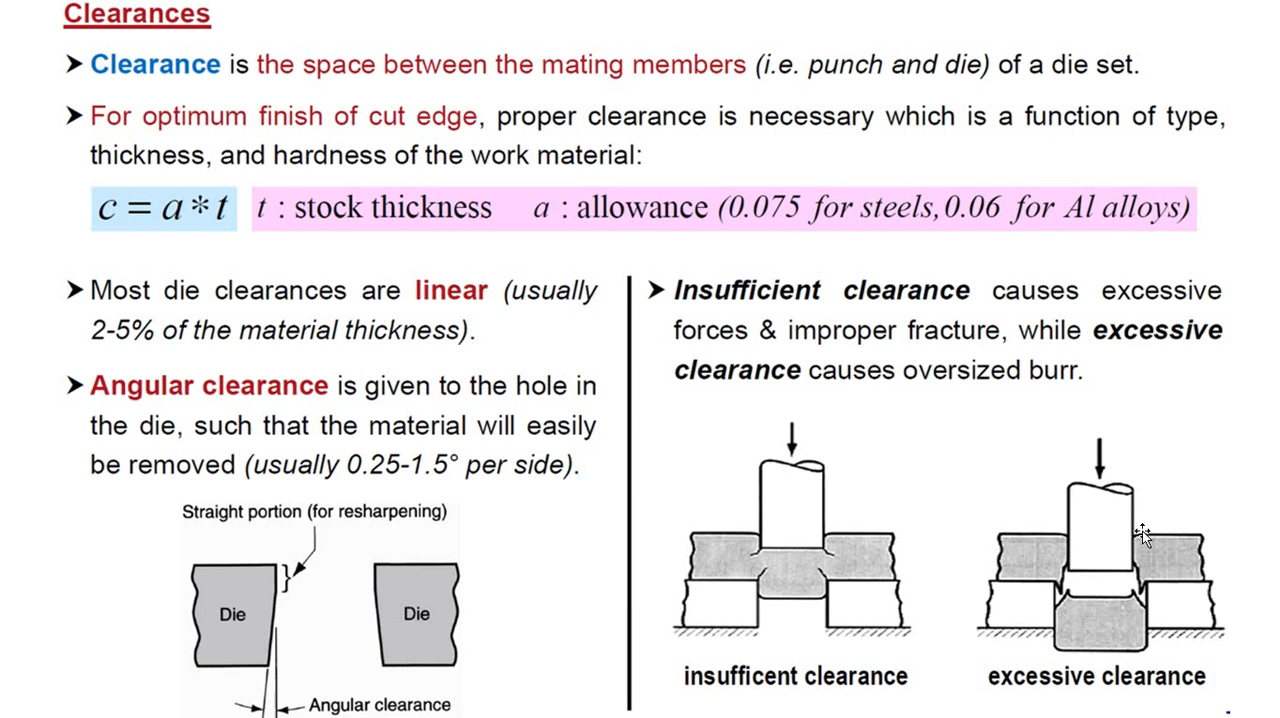 Clearances
➤ Clearance is the space between the mating members (i.e. punch and die) of a die set.
➤ For optimum finish of cut edge, proper clearance is necessary which is a function of type,
thickness, and hardness of the work material:
c = a * t t : stock thickness a : allowance (0.075 for steels, 0.06 for Al alloys)
➤ Most die clearances are linear (usually
2-5% of the material thickness).
➤ Angular clearance is given to the hole in
the die, such that the material will easily
be removed (usually 0.25-1.5° per side).
Straight portion (for resharpening)
Die
Die
Angular clearance
➤ Insufficient clearance causes excessive
forces & improper fracture, while excessive
clearance causes oversized burr.
insufficent clearance
excessive clearance